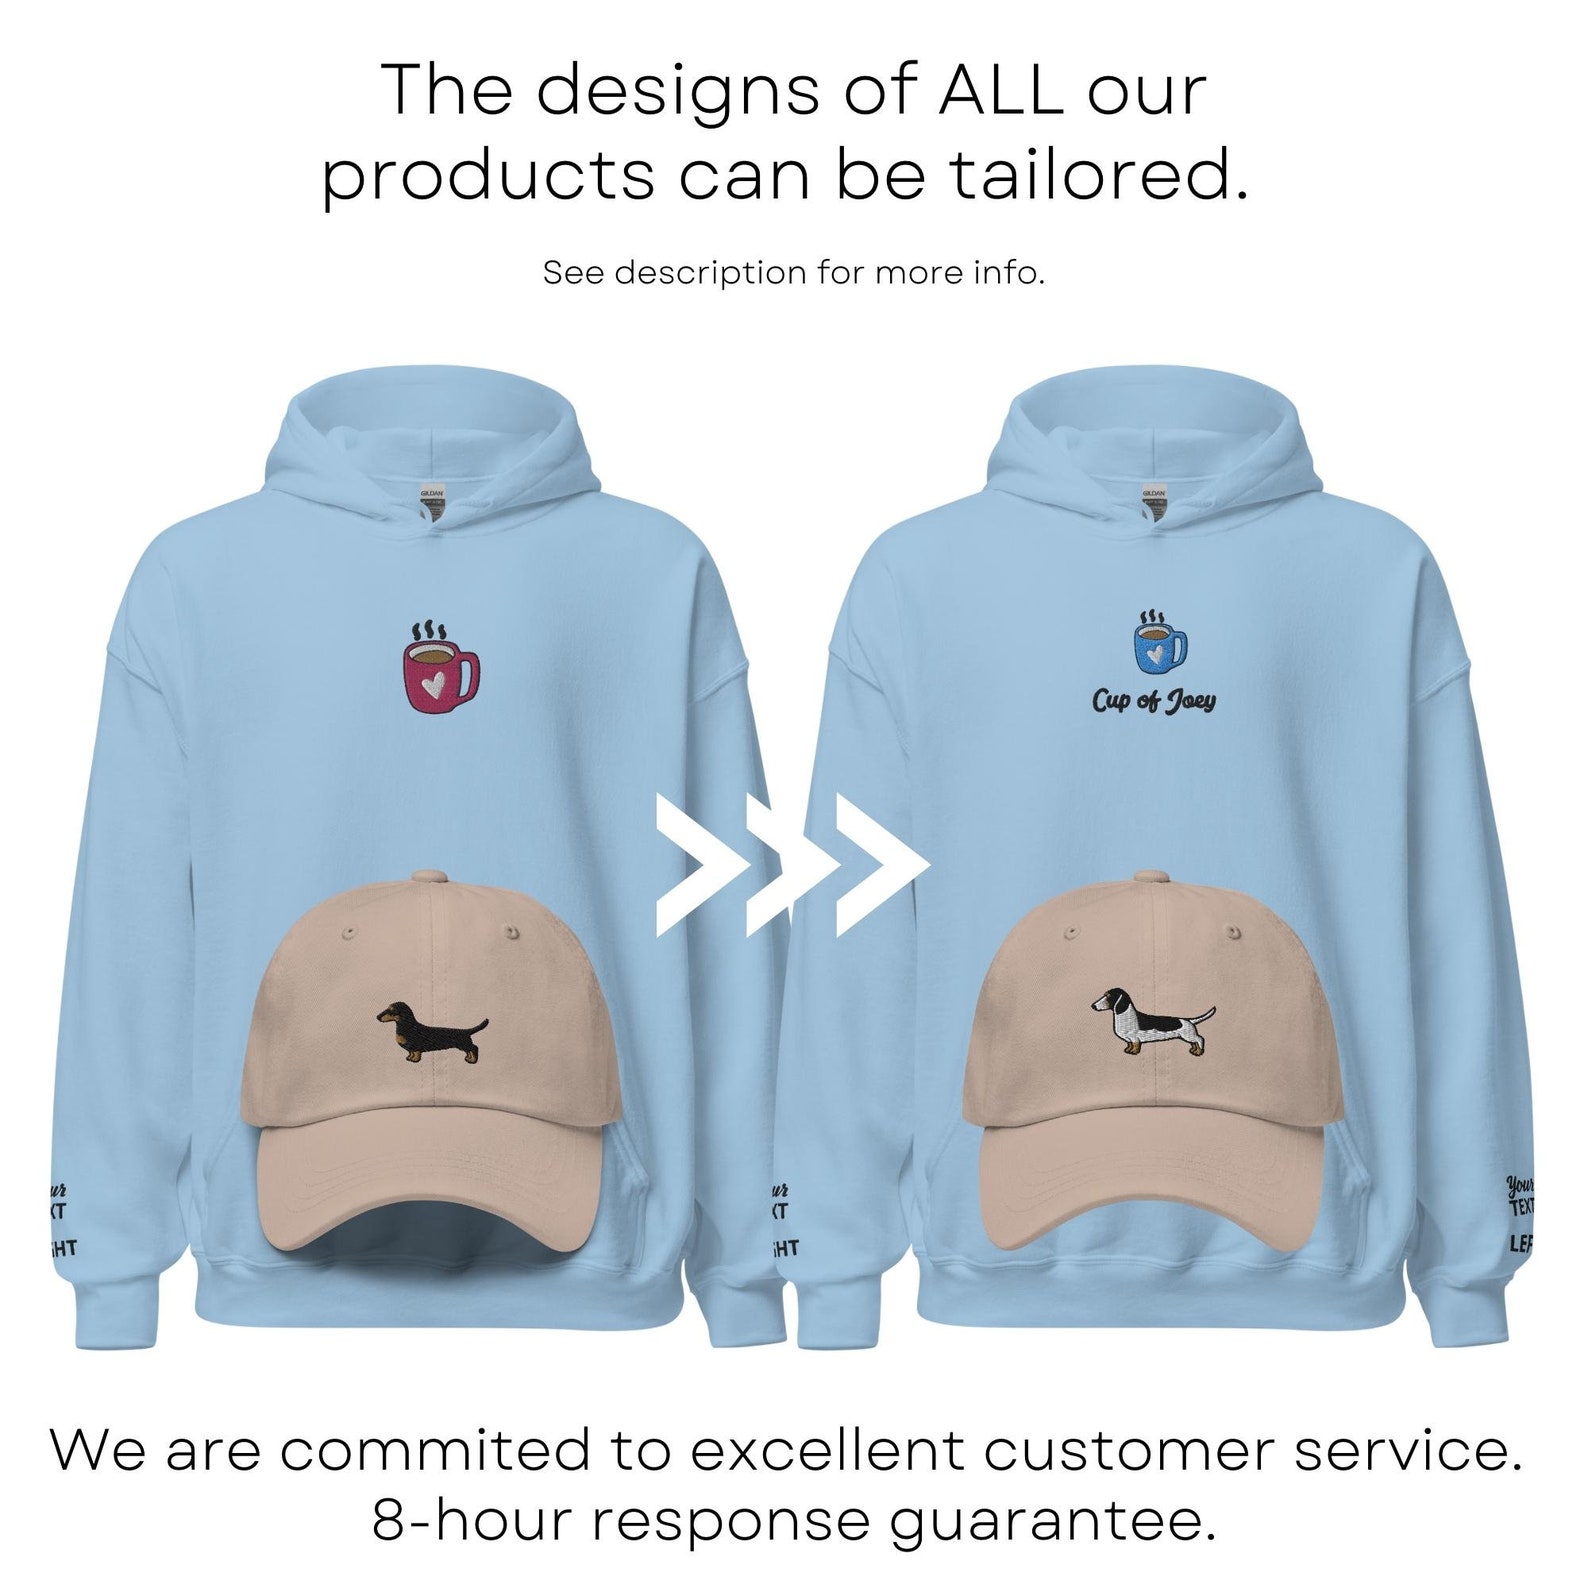 The designs of ALL our
products can be tailored.
See description for more info.
GILDAN
GILDAN
Cup of Joey
ur
XT
GHT
ur
XT
GHT
Your
TEXT
LEF
We are commited to excellent customer service.
8-hour response guarantee.